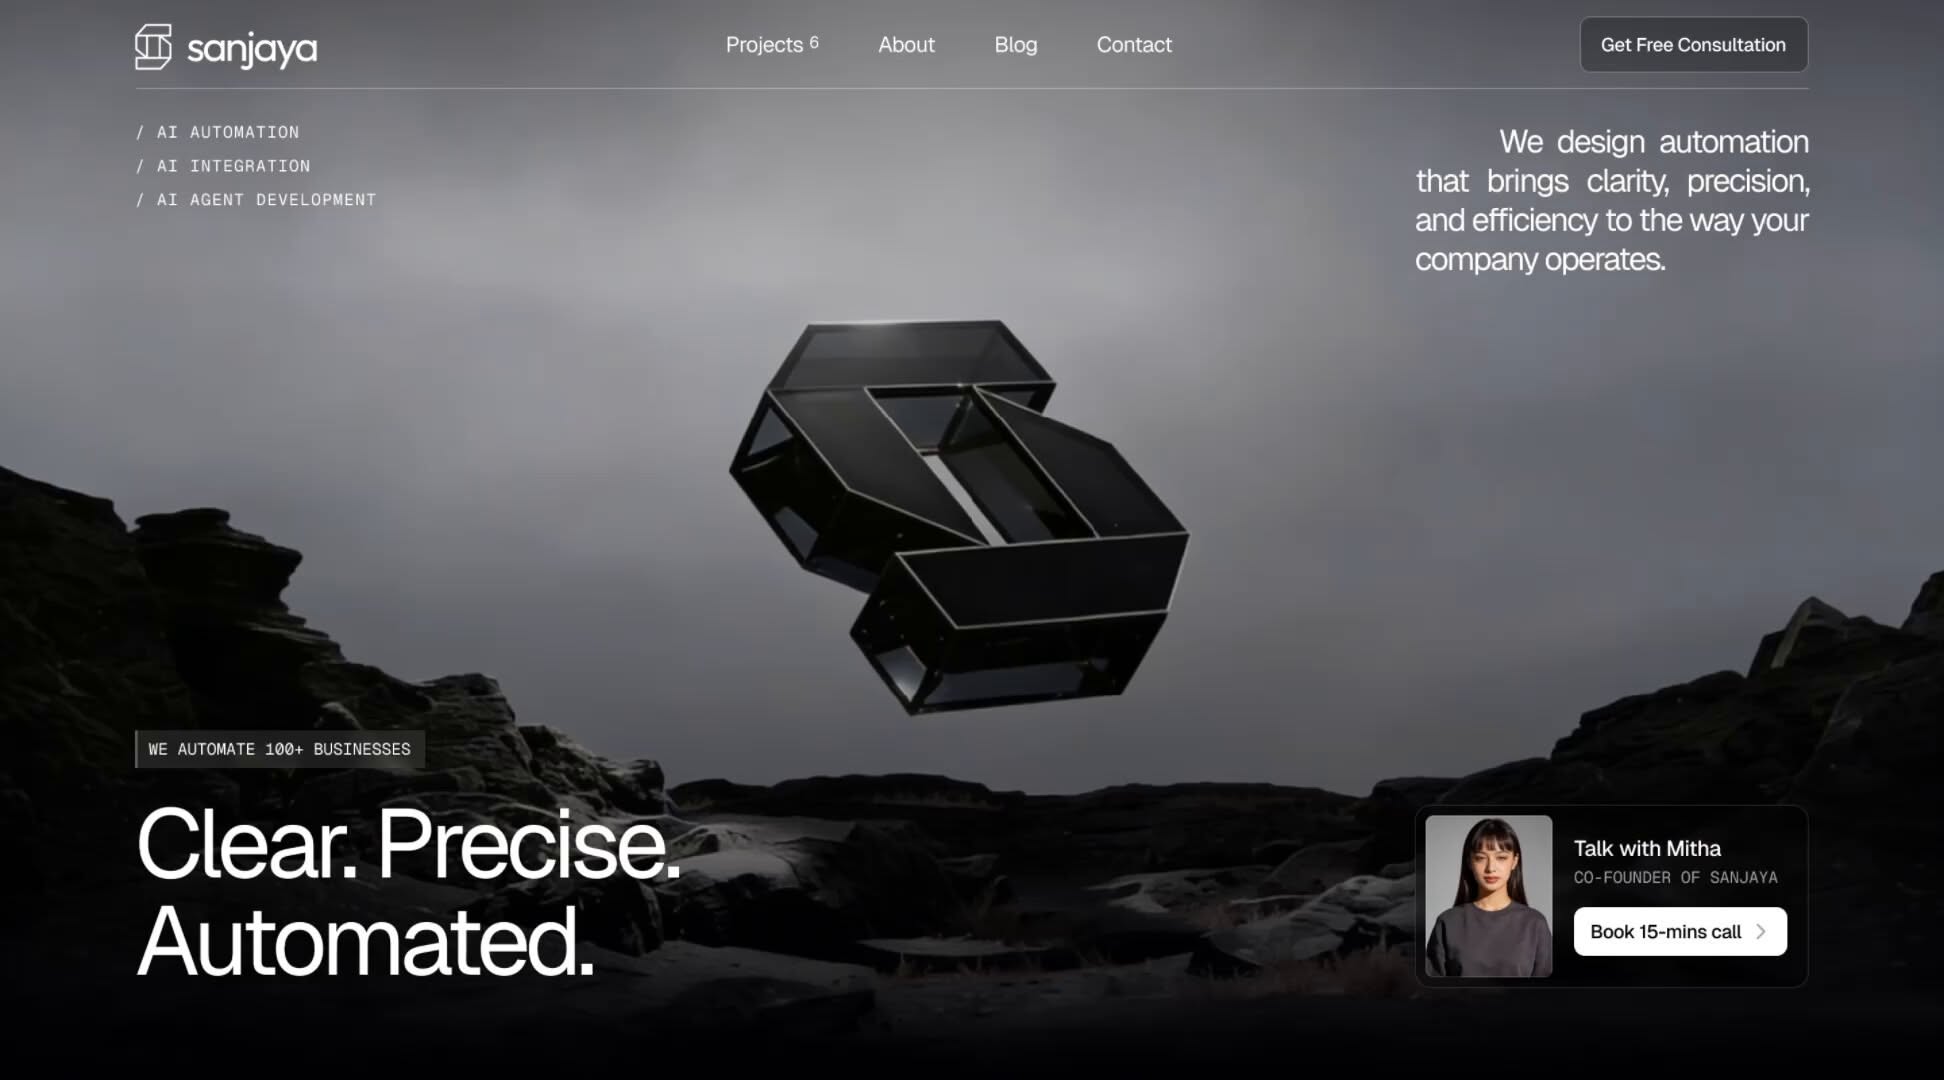 sanjaya
Projects 6
About
Blog
Contact
Get Free Consultation
/ AI AUTOMATION
/ AI INTEGRATION
/ AI AGENT DEVELOPMENT
We design automation
that brings clarity, precision,
and efficiency to the way your
company operates.
WE AUTOMATE 100+ BUSINESSES
Clear. Precise.
Automated.
Talk with Mitha
CO-FOUNDER OF SANJAYA
Book 15-mins call